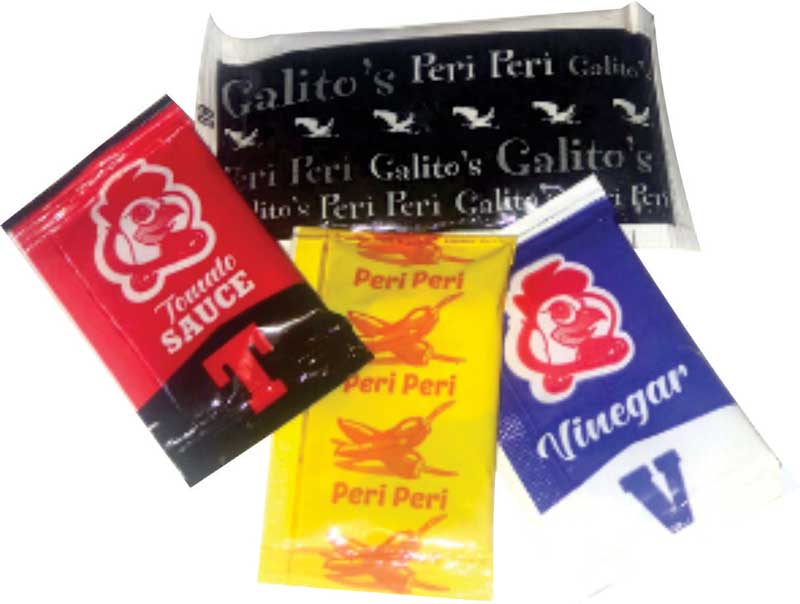 Galito's Peri Peri Galito's
Peri Peri Galito's Galito's
lito's Peri Peri Galito's Peri Peri
Tomato
SAUCE
T
Peri Peri
Peri Peri
Peri Peri
Vinegar
V